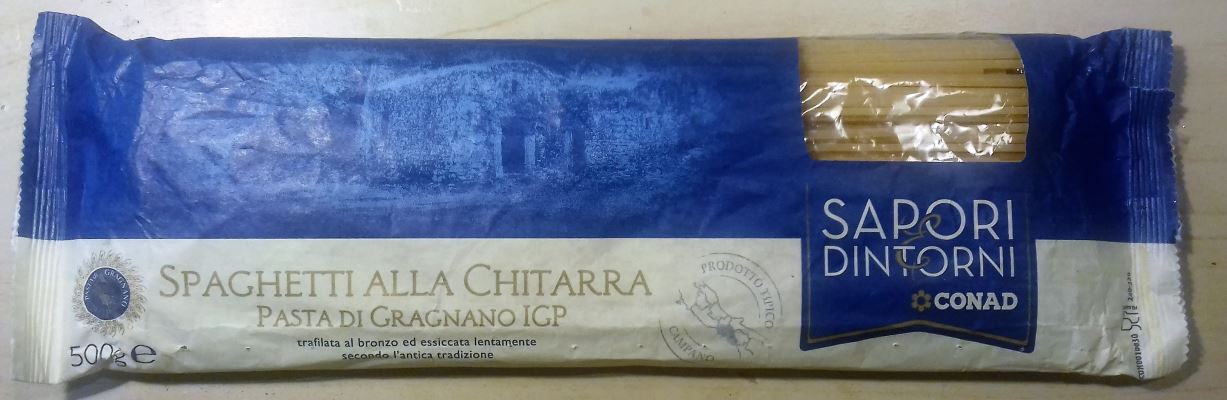 SAPORI
&
DINTORNI
CONAD
SPAGHETTI ALLA CHITARRA
PASTA DI GRAGNANO IGP
trafilata al bronzo ed essiccata lentamente
secondo l'antica tradizione
500g e
PRODOTTO TIPICO
CAMPANO